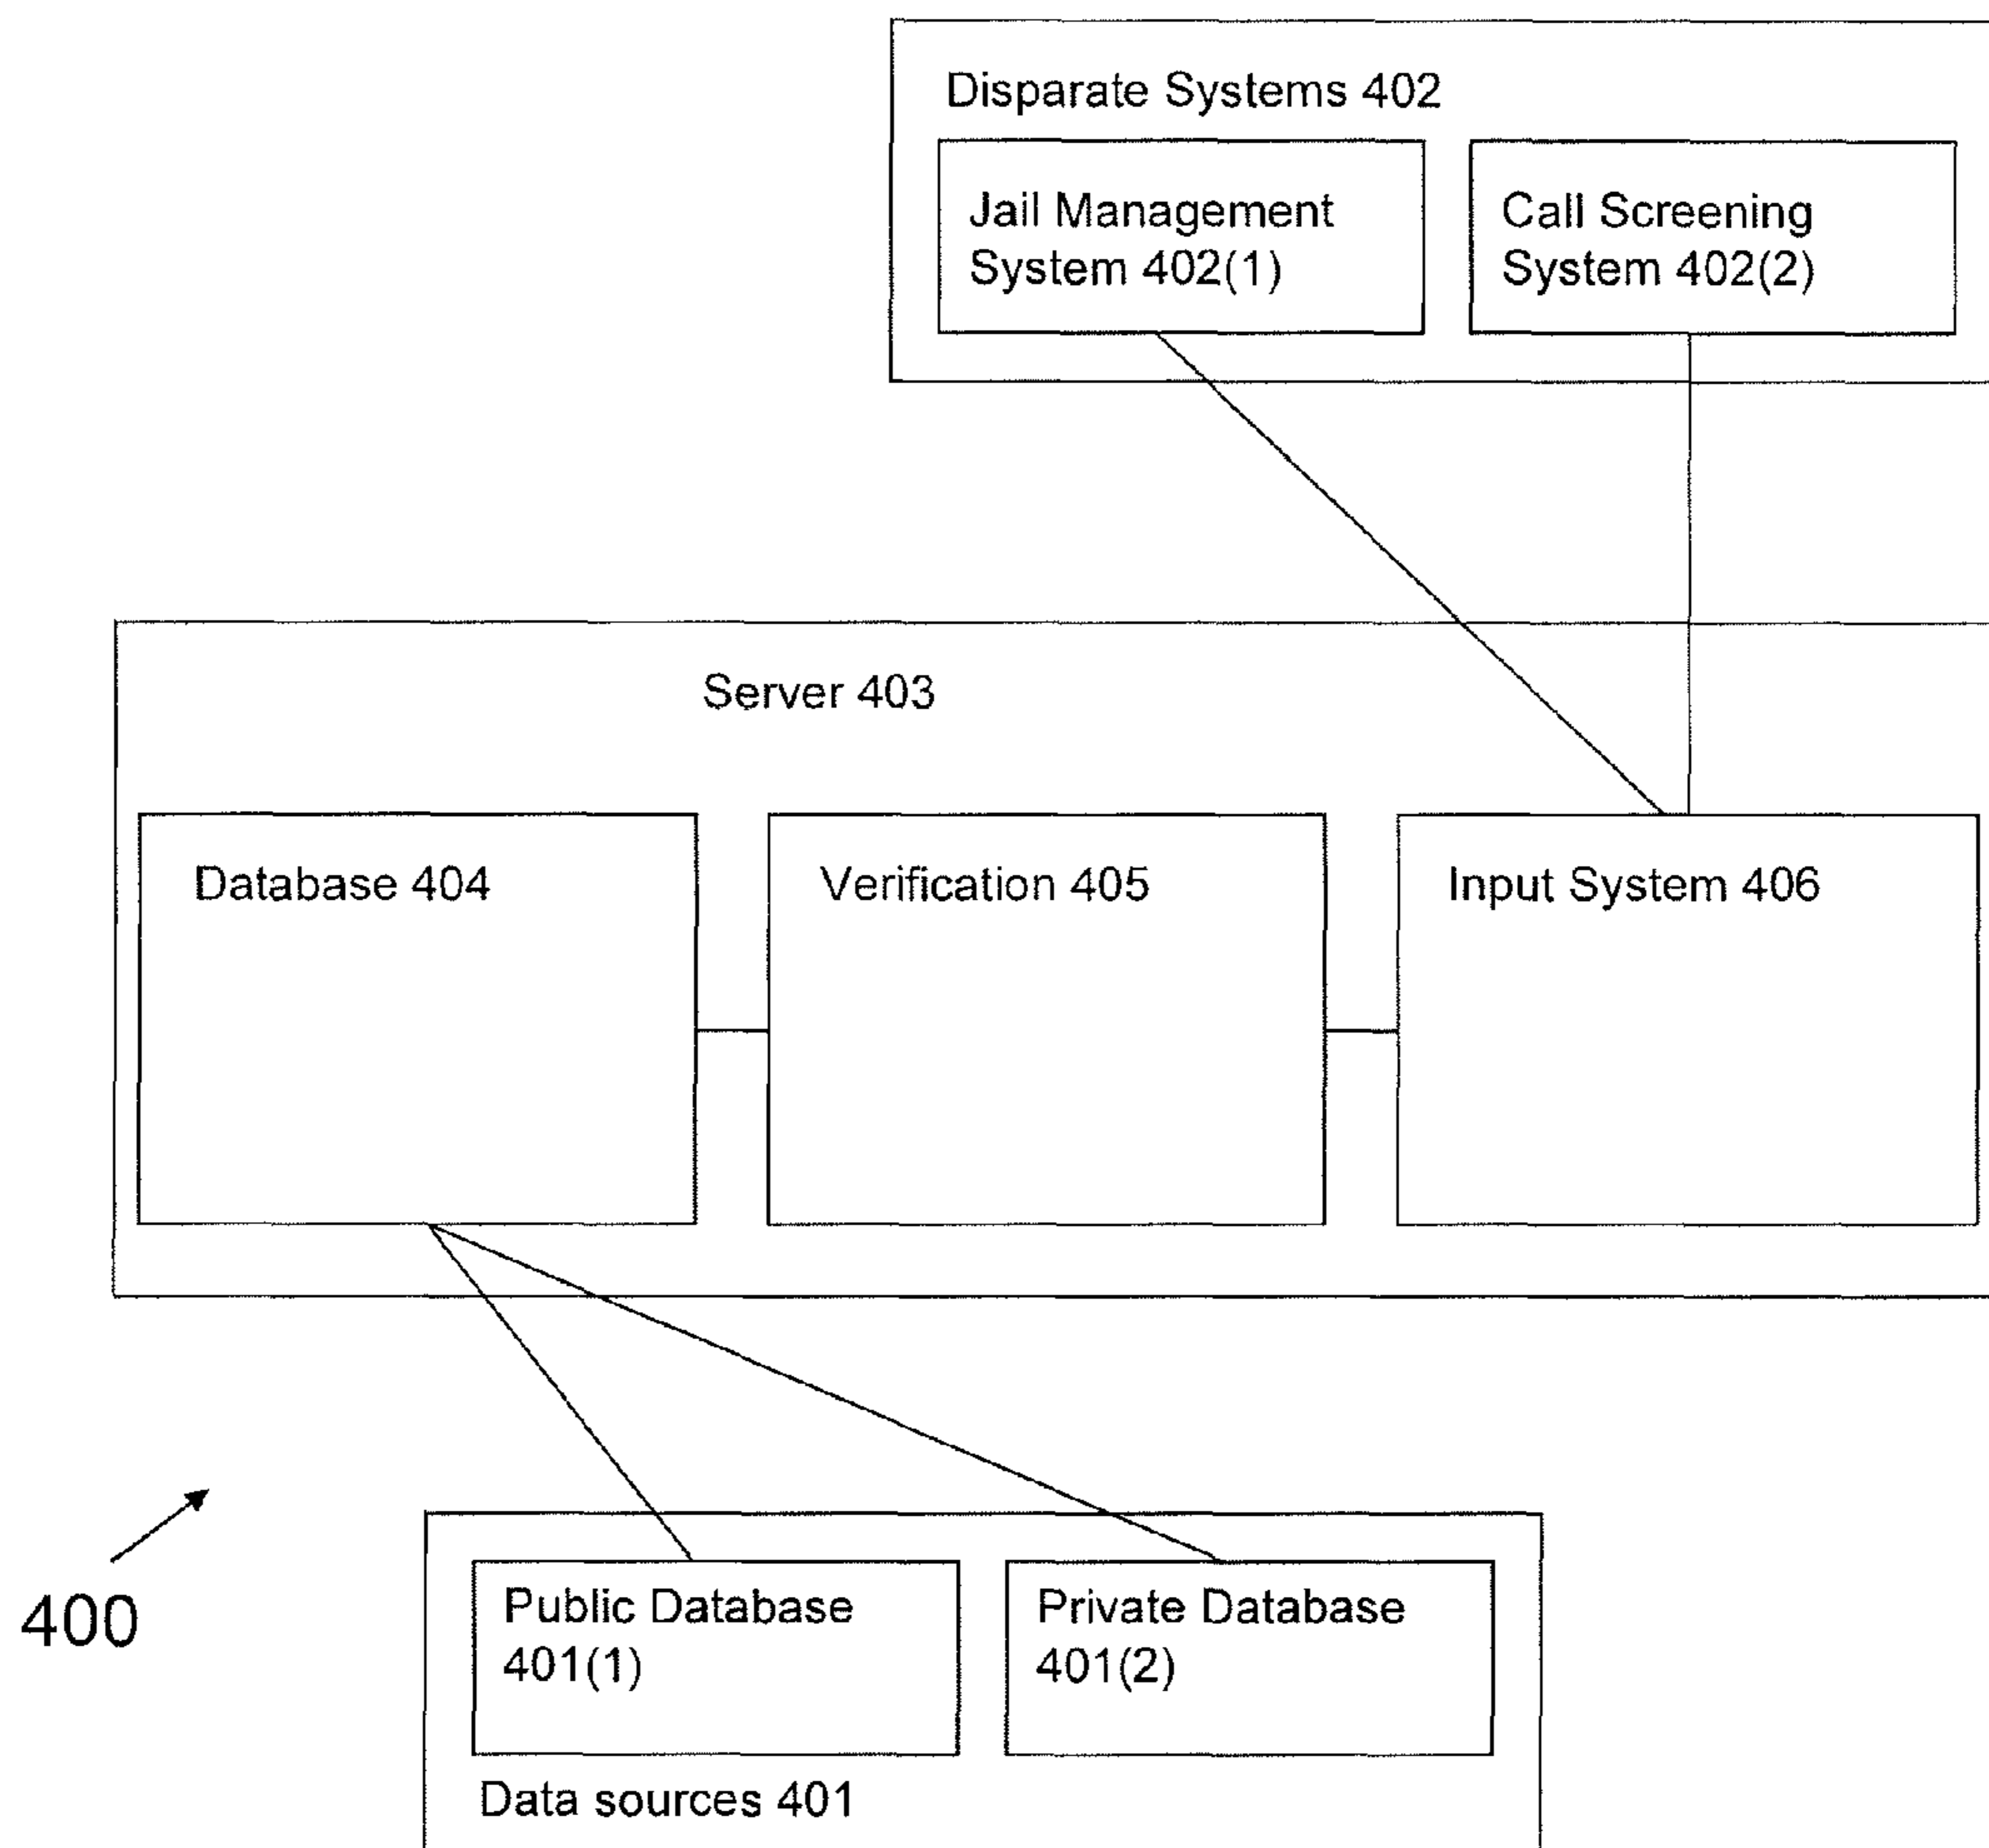 Disparate Systems 402
Jail Management
System 402(1)
Call Screening
System 402(2)
Server 403
Database 404
Verification 405
Input System 406
400
Public Database
401(1)
Private Database
401(2)
Data sources 401